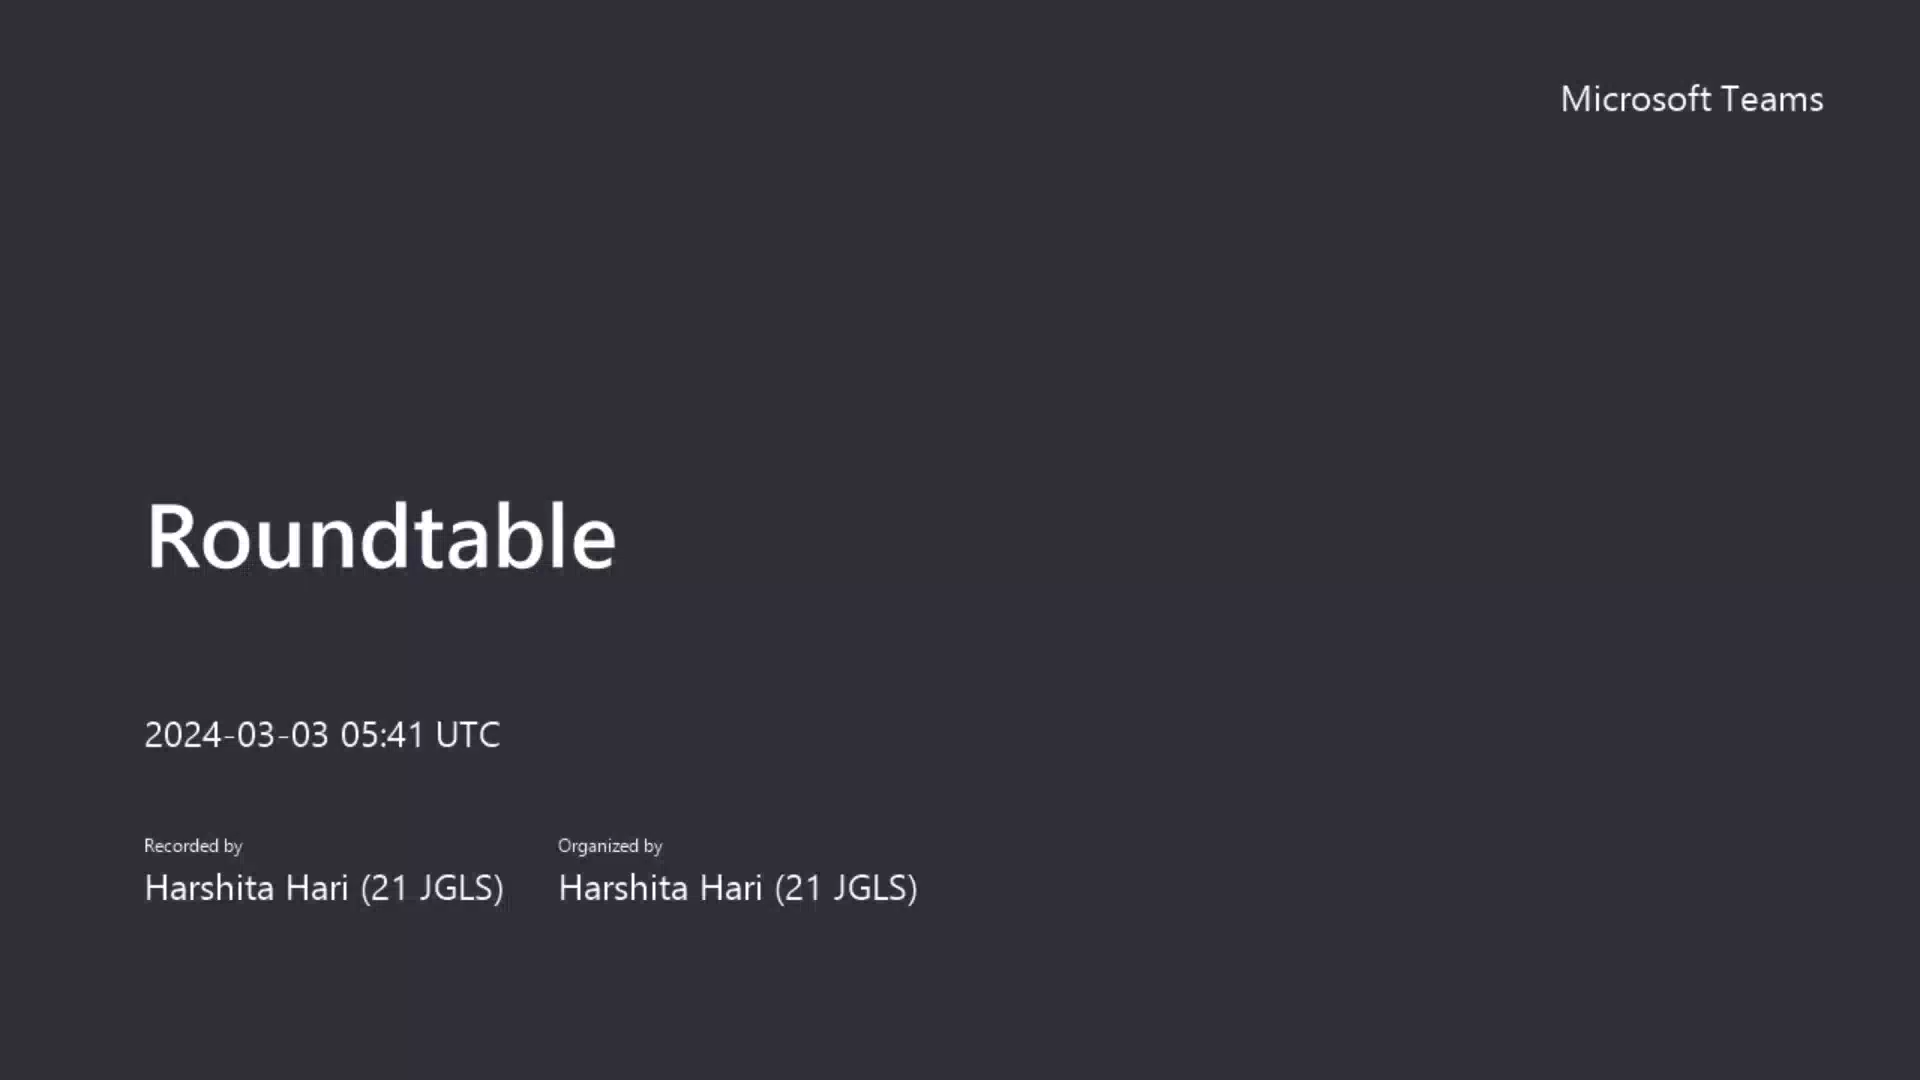 Microsoft Teams
Roundtable
2024-03-03 05:41 UTC
Recorded by
Harshita Hari (21 JGLS)
Organized by
Harshita Hari (21 JGLS)